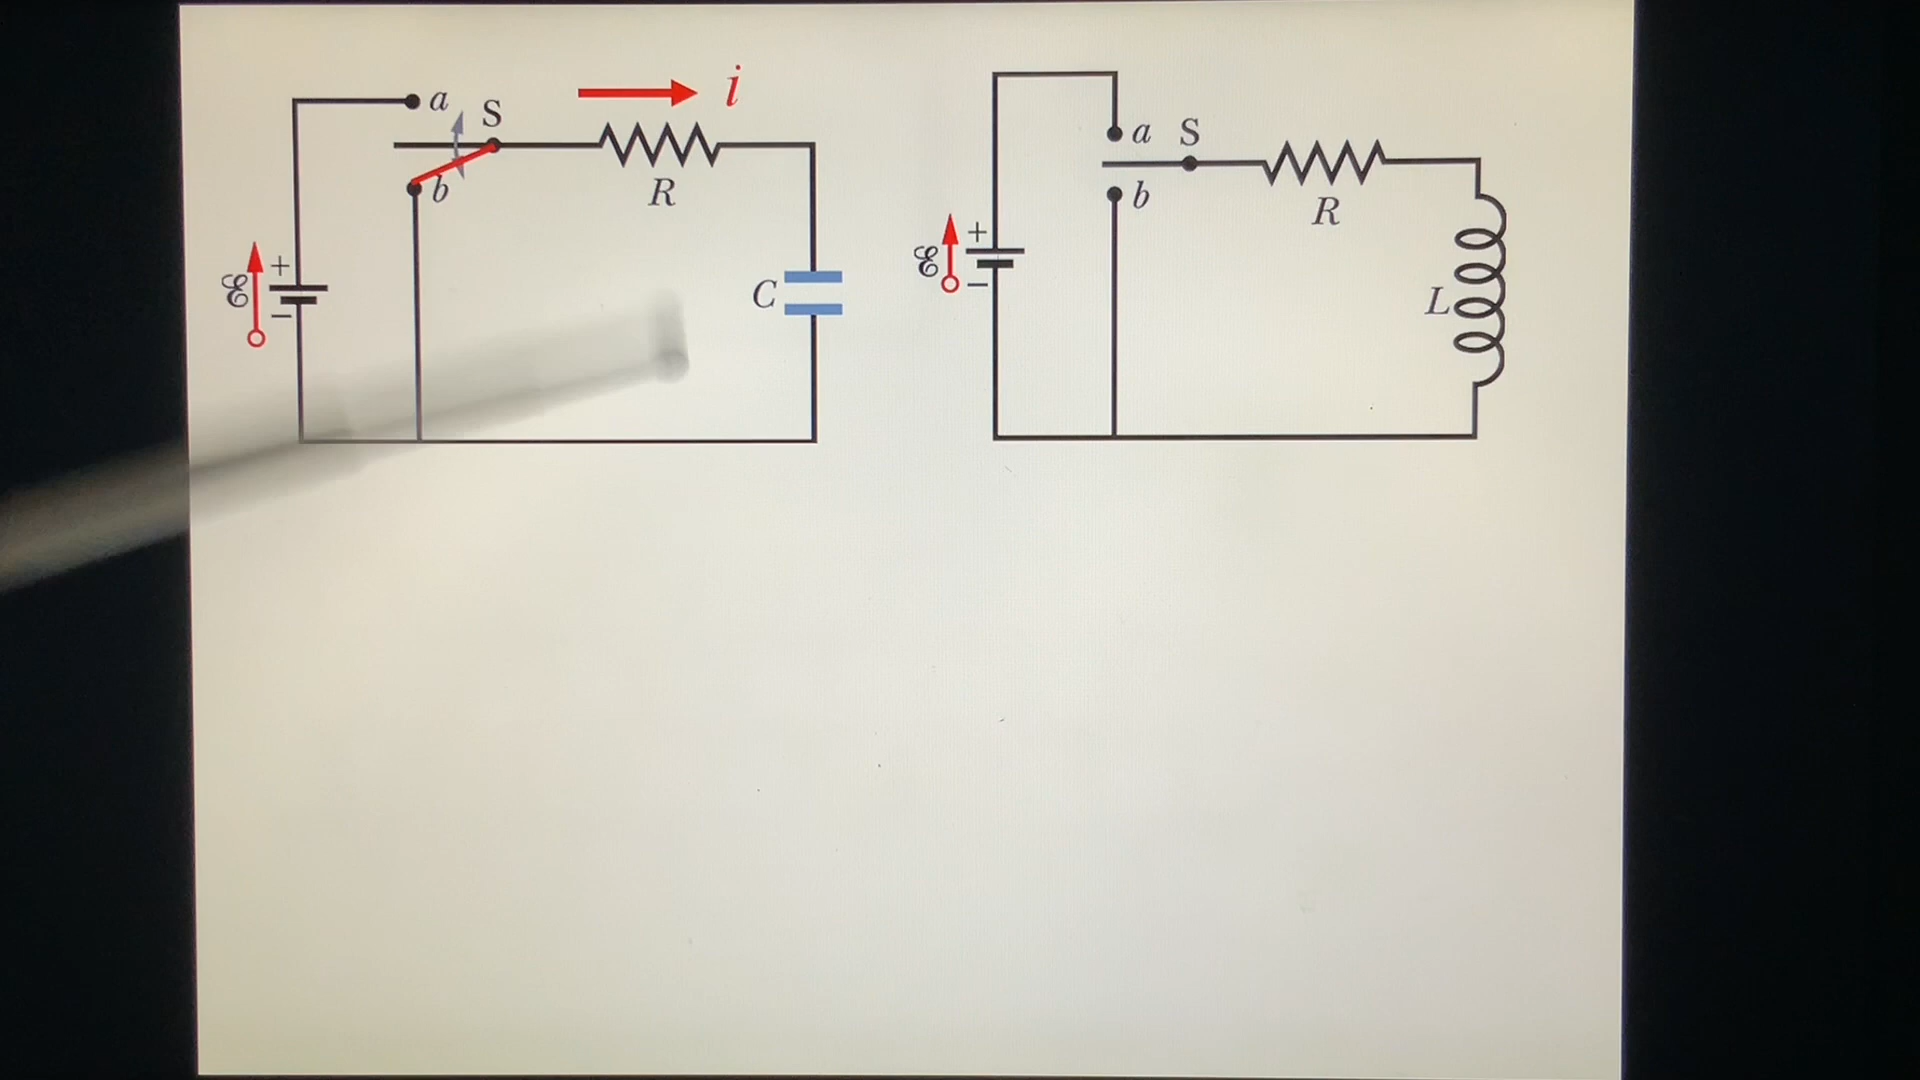 a S i
b R
ℰ + −
C
a S
b R
ℰ + −
L